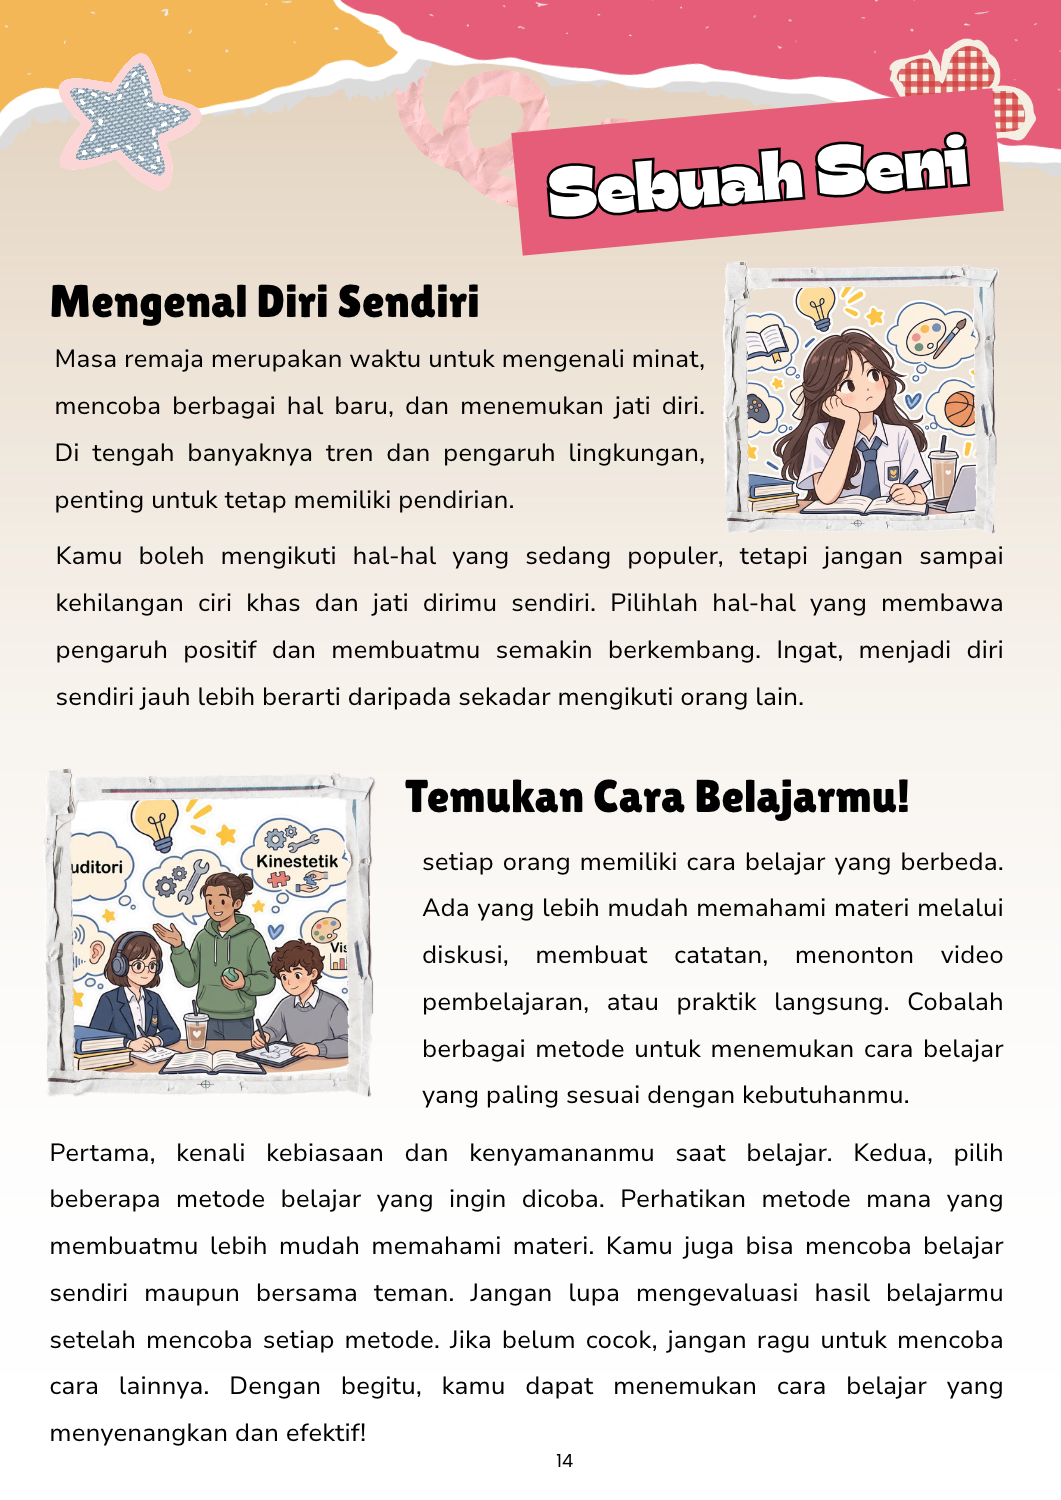 Sebuah Seni
Mengenal Diri Sendiri
Masa remaja merupakan waktu untuk mengenali minat,
mencoba berbagai hal baru, dan menemukan jati diri.
Di tengah banyaknya tren dan pengaruh lingkungan,
penting untuk tetap memiliki pendirian.
Kamu boleh mengikuti hal-hal yang sedang populer, tetapi jangan sampai
kehilangan ciri khas dan jati dirimu sendiri. Pilihlah hal-hal yang membawa
pengaruh positif dan membuatmu semakin berkembang. Ingat, menjadi diri
sendiri jauh lebih berarti daripada sekadar mengikuti orang lain.
Temukan Cara Belajarmu!
uditori
Kinestetik
Vis
setiap orang memiliki cara belajar yang berbeda.
Ada yang lebih mudah memahami materi melalui
diskusi, membuat catatan, menonton video
pembelajaran, atau praktik langsung. Cobalah
berbagai metode untuk menemukan cara belajar
yang paling sesuai dengan kebutuhanmu.
Pertama, kenali kebiasaan dan kenyamananmu saat belajar. Kedua, pilih
beberapa metode belajar yang ingin dicoba. Perhatikan metode mana yang
membuatmu lebih mudah memahami materi. Kamu juga bisa mencoba belajar
sendiri maupun bersama teman. Jangan lupa mengevaluasi hasil belajarmu
setelah mencoba setiap metode. Jika belum cocok, jangan ragu untuk mencoba
cara lainnya. Dengan begitu, kamu dapat menemukan cara belajar yang
menyenangkan dan efektif!
14